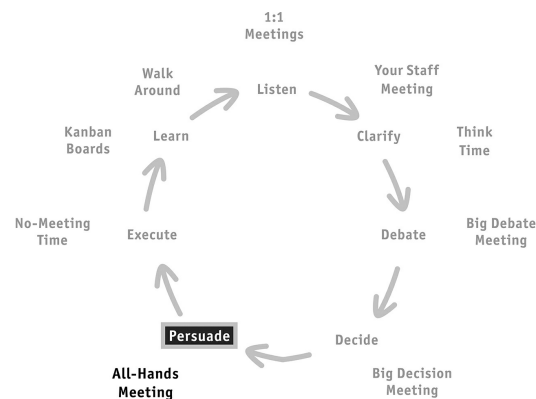 1:1
Meetings
Walk
Around
Listen
Your Staff
Meeting
Kanban
Boards
Learn
Clarify
Think
Time
No-Meeting
Time
Execute
Debate
Big Debate
Meeting
Persuade
Decide
All-Hands
Meeting
Big Decision
Meeting